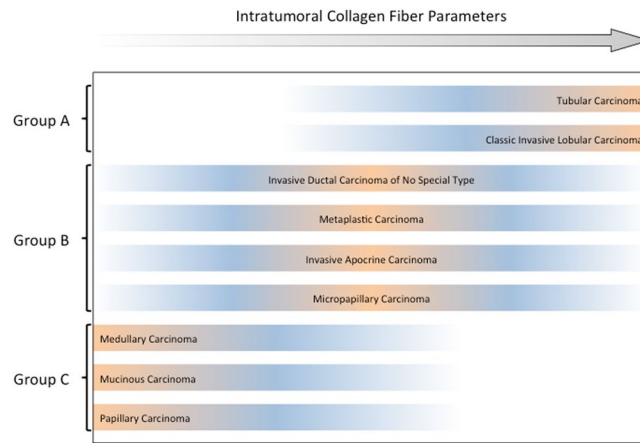 Intratumoral Collagen Fiber Parameters
Group A
Tubular Carcinoma
Classic Invasive Lobular Carcinoma
Group B
Invasive Ductal Carcinoma of No Special Type
Metaplastic Carcinoma
Invasive Apocrine Carcinoma
Micropapillary Carcinoma
Group C
Medullary Carcinoma
Mucinous Carcinoma
Papillary Carcinoma